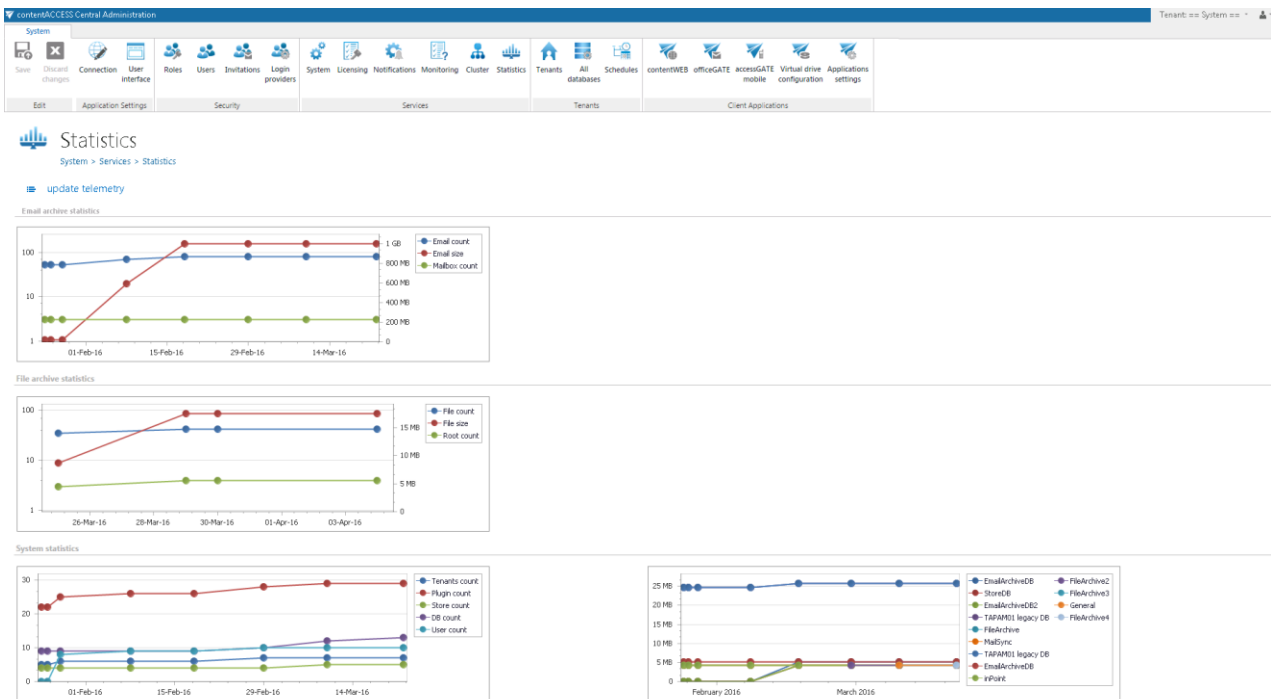 contentACCESS Central Administration
Tenant: == System ==
System
Save
Discard changes
Connection
User interface
Roles
Users
Invitations
Login providers
System
Licensing
Notifications
Monitoring
Cluster
Statistics
Tenants
All databases
Schedules
contentWEB
officeGATE
accessGATE mobile
Virtual drive configuration
Applications settings
Edit
Application Settings
Security
Services
Tenants
Client Applications
Statistics
System > Services > Statistics
update telemetry
Email archive statistics
100
10
1
1 GB
800 MB
600 MB
400 MB
200 MB
0
01-Feb-16
15-Feb-16
29-Feb-16
14-Mar-16
Email count
Email size
Mailbox count
File archive statistics
100
10
1
15 MB
10 MB
5 MB
0
26-Mar-16
28-Mar-16
30-Mar-16
01-Apr-16
03-Apr-16
File count
File size
Root count
System statistics
30
20
10
0
01-Feb-16
15-Feb-16
29-Feb-16
14-Mar-16
Tenants count
Plugin count
Store count
DB count
User count
25 MB
20 MB
15 MB
10 MB
5 MB
0
February 2016
March 2016
EmailArchiveDB
StoreDB
EmailArchiveDB2
TAPAM01 legacy DB
FileArchive
MailSync
TAPAM01 legacy DB
EmailArchiveDB
inPoint
FileArchive2
FileArchive3
General
FileArchive4